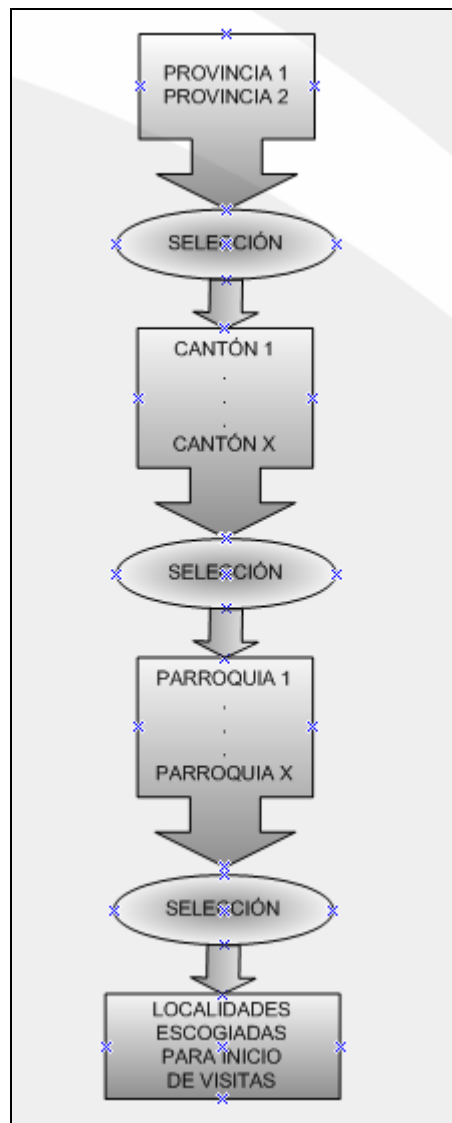 PROVINCIA 1
PROVINCIA 2
SELECCIÓN
CANTÓN 1
.
.
.
CANTÓN X
SELECCIÓN
PARROQUIA 1
.
.
.
PARROQUIA X
SELECCIÓN
LOCALIDADES
ESCOGIADAS
PARA INICIO
DE VISITAS